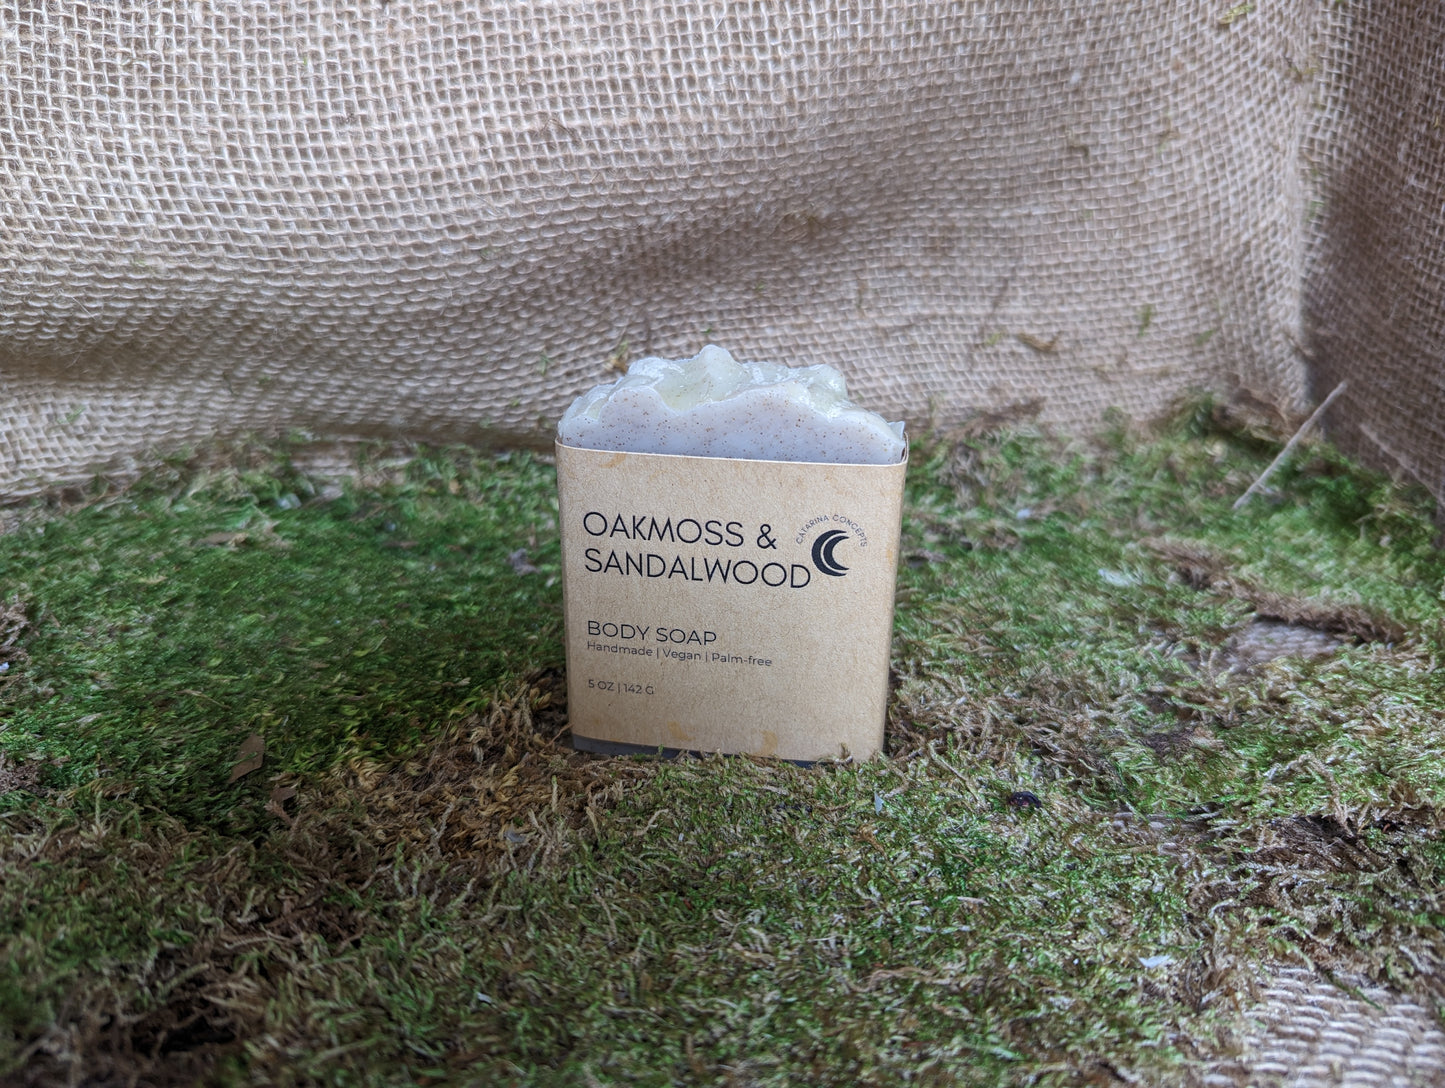 OAKMOSS &
SANDALWOOD
CATARINA CONCEPTS
BODY SOAP
Handmade | Vegan | Palm-free
5 OZ | 142 G